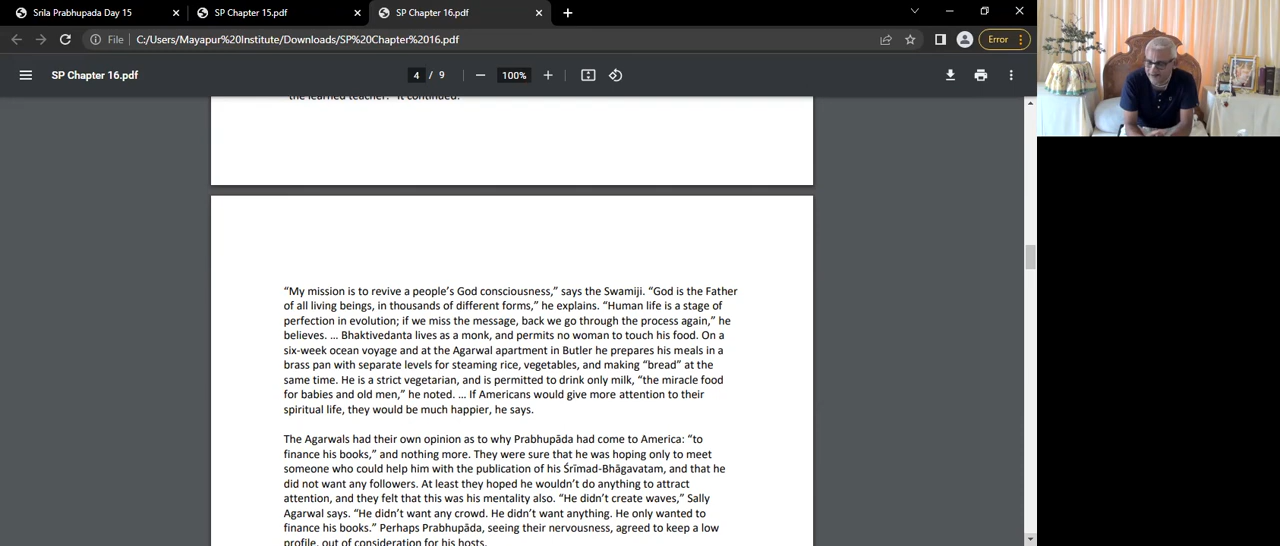 Srila Prabhupada Day 15
SP Chapter 15.pdf
SP Chapter 16.pdf
File
C:/Users/Mayapur%20Institute/Downloads/SP%20Chapter%2016.pdf
Error
SP Chapter 16.pdf
4 / 9
100%
the learned teacher." It continued:
“My mission is to revive a people’s God consciousness,” says the Swamiji. “God is the Father
of all living beings, in thousands of different forms,” he explains. “Human life is a stage of
perfection in evolution; if we miss the message, back we go through the process again,” he
believes. … Bhaktivedanta lives as a monk, and permits no woman to touch his food. On a
six-week ocean voyage and at the Agarwal apartment in Butler he prepares his meals in a
brass pan with separate levels for steaming rice, vegetables, and making “bread” at the
same time. He is a strict vegetarian, and is permitted to drink only milk, “the miracle food
for babies and old men,” he noted. … If Americans would give more attention to their
spiritual life, they would be much happier, he says.
The Agarwals had their own opinion as to why Prabhupāda had come to America: “to
finance his books,” and nothing more. They were sure that he was hoping only to meet
someone who could help him with the publication of his Śrīmad-Bhāgavatam, and that he
did not want any followers. At least they hoped he wouldn’t do anything to attract
attention, and they felt that this was his mentality also. “He didn’t create waves,” Sally
Agarwal says. “He didn’t want any crowd. He didn’t want anything. He only wanted to
finance his books.” Perhaps Prabhupāda, seeing their nervousness, agreed to keep a low
profile, out of consideration for his hosts.